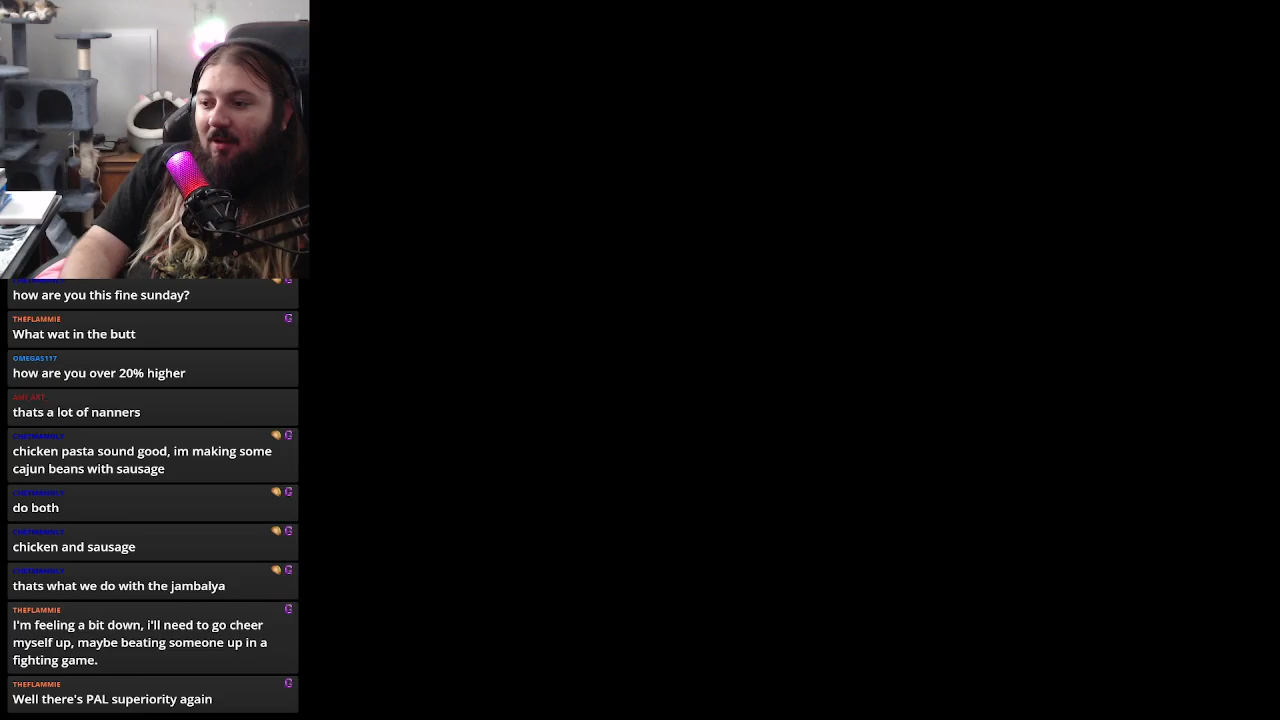 how are you this fine sunday?
THEFLAMMIE
What wat in the butt
OMEGAS117
how are you over 20% higher
AMI_ART_
thats a lot of nanners
chicken pasta sound good, im making some
cajun beans with sausage
do both
chicken and sausage
thats what we do with the jambalya
THEFLAMMIE
I'm feeling a bit down, i'll need to go cheer
myself up, maybe beating someone up in a
fighting game.
THEFLAMMIE
Well there's PAL superiority again